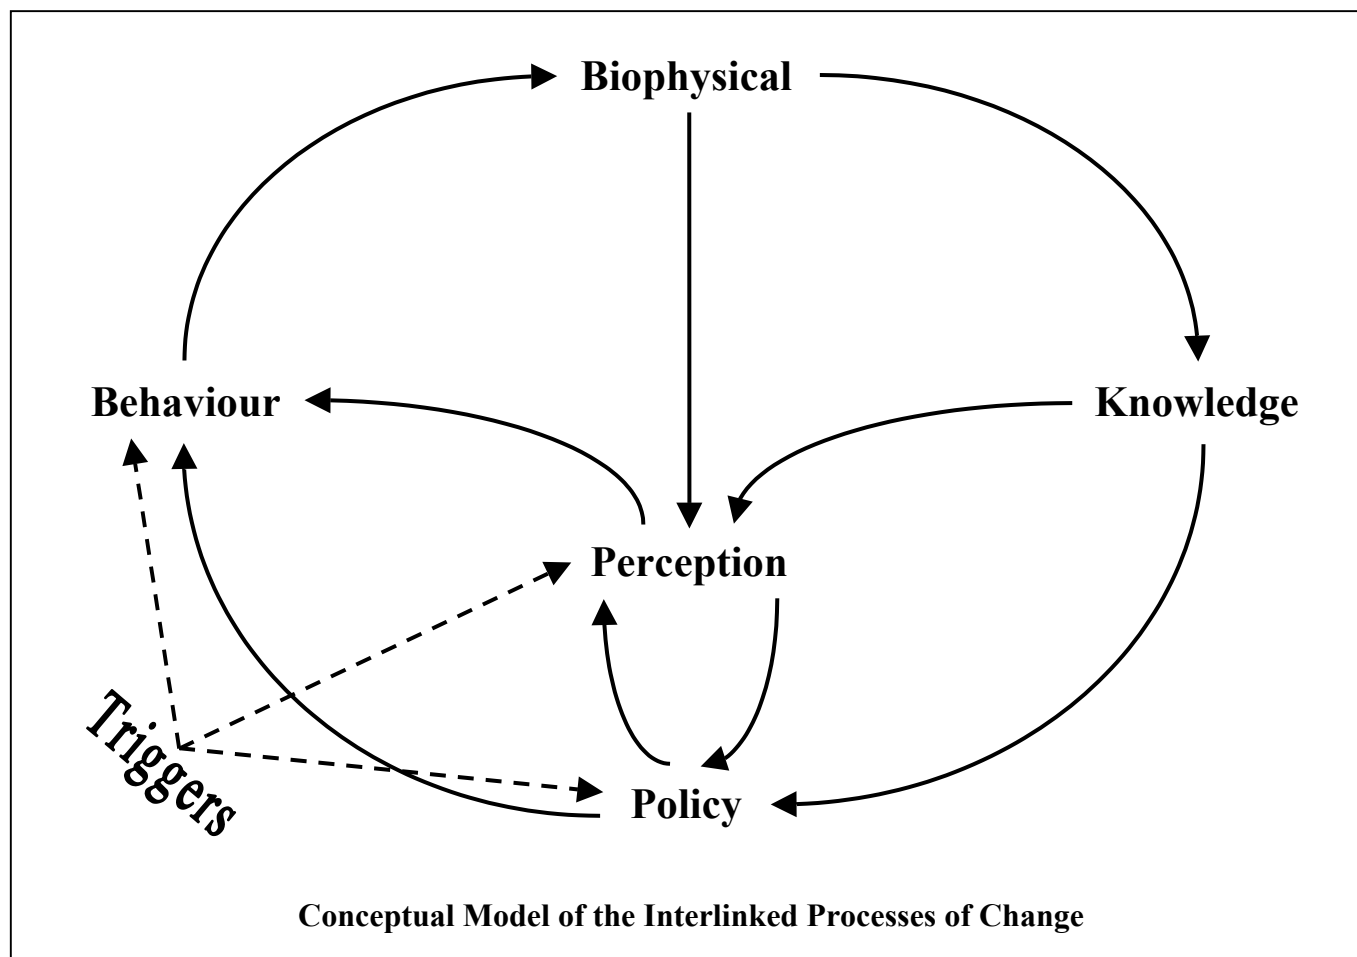 Biophysical
Behaviour
Knowledge
Perception
Triggers
Policy
Conceptual Model of the Interlinked Processes of Change